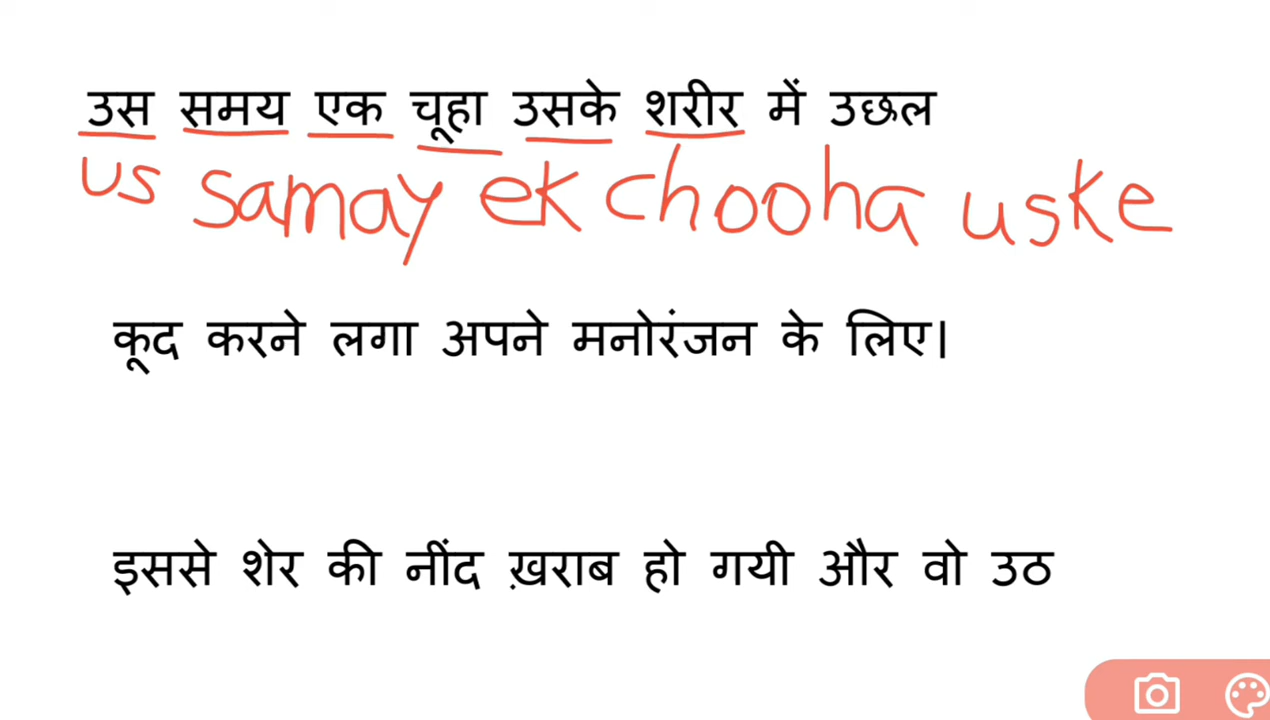 उस समय एक चूहा उसके शरीर में उछल
us samay ek chooha uske
कूद करने लगा अपने मनोरंजन के लिए।
इससे शेर की नींद ख़राब हो गयी और वो उठ